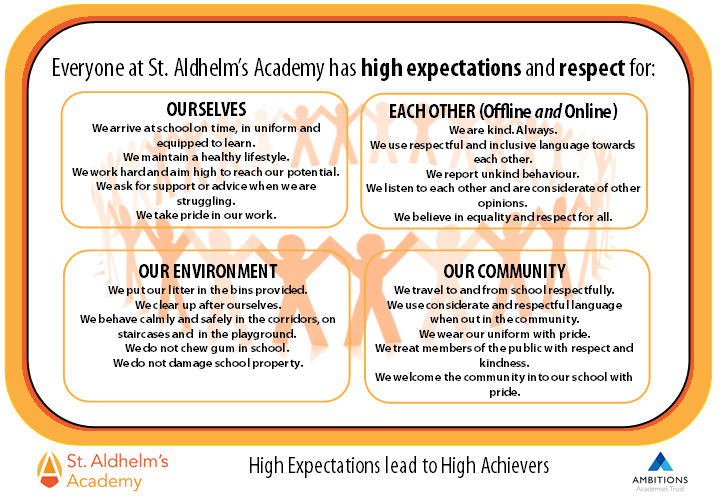 Everyone at St. Aldhelm's Academy has high expectations and respect for:
OURSELVES
We arrive at school on time, in uniform and
equipped to learn.
We maintain a healthy lifestyle.
We work hard and aim high to reach our potential.
We ask for support or advice when we are
struggling.
We take pride in our work.
EACH OTHER (Offline and Online)
We are kind. Always.
We use respectful and inclusive language towards
each other.
We report unkind behaviour.
We listen to each other and are considerate of other
opinions.
We believe in equality and respect for all.
OUR ENVIRONMENT
We put our litter in the bins provided.
We clear up after ourselves.
We behave calmly and safely in the corridors, on
staircases and in the playground.
We do not chew gum in school.
We do not damage school property.
OUR COMMUNITY
We travel to and from school respectfully.
We use considerate and respectful language
when out in the community.
We wear our uniform with pride.
We treat members of the public with respect and
kindness.
We welcome the community into our school with
pride.
St. Aldhelm's
Academy
High Expectations lead to High Achievers
AMBITIONS
Academies Trust